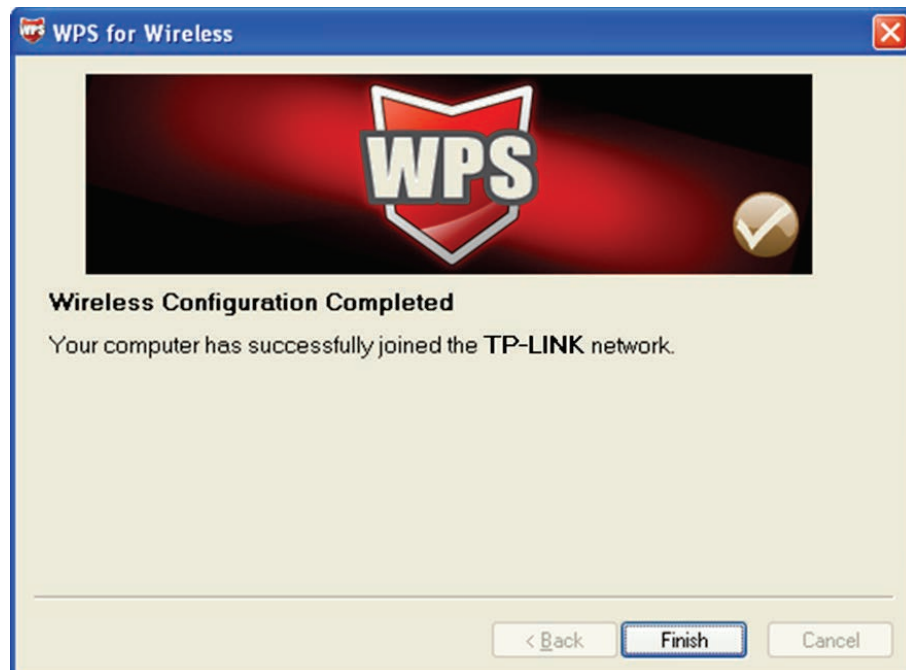 WPS for Wireless
WPS
Wireless Configuration Completed
Your computer has successfully joined the TP-LINK network.
< Back Finish Cancel